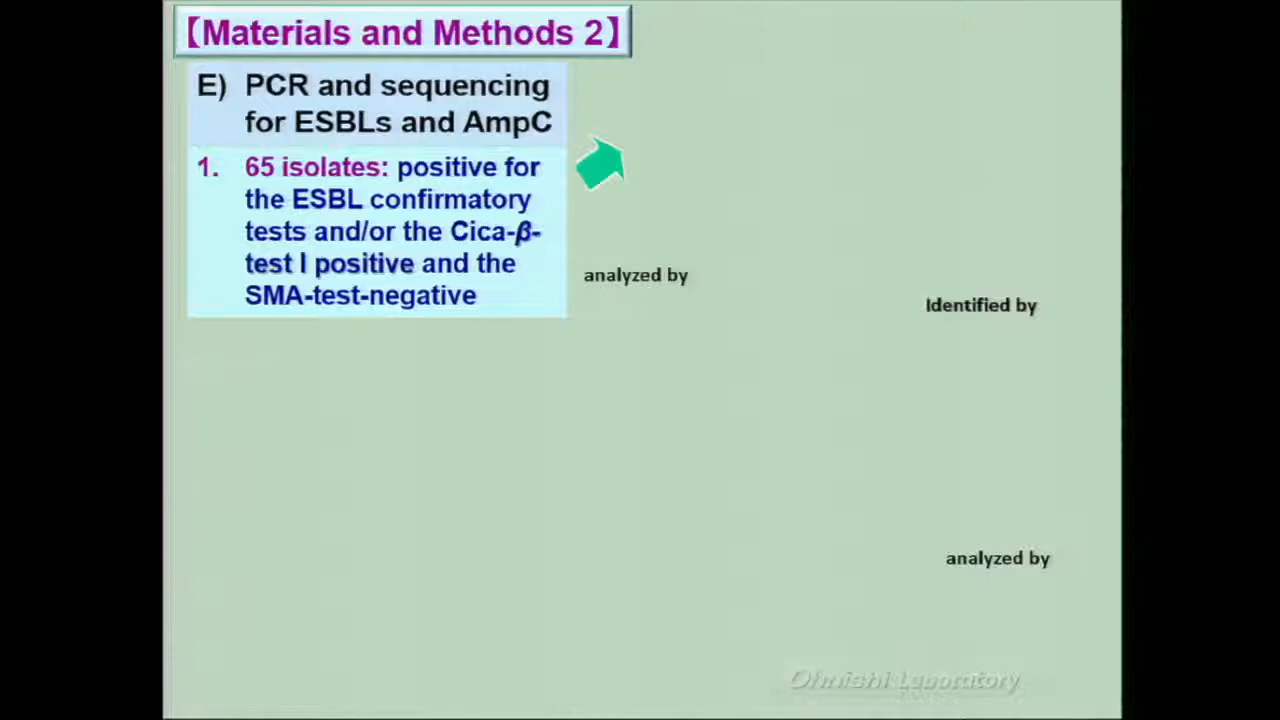 【Materials and Methods 2】
E) PCR and sequencing
for ESBLs and AmpC
1. 65 isolates: positive for
the ESBL confirmatory
tests and/or the Cica-β-
test I positive and the
SMA-test-negative
analyzed by
Identified by
analyzed by
Ohnishi Laboratory